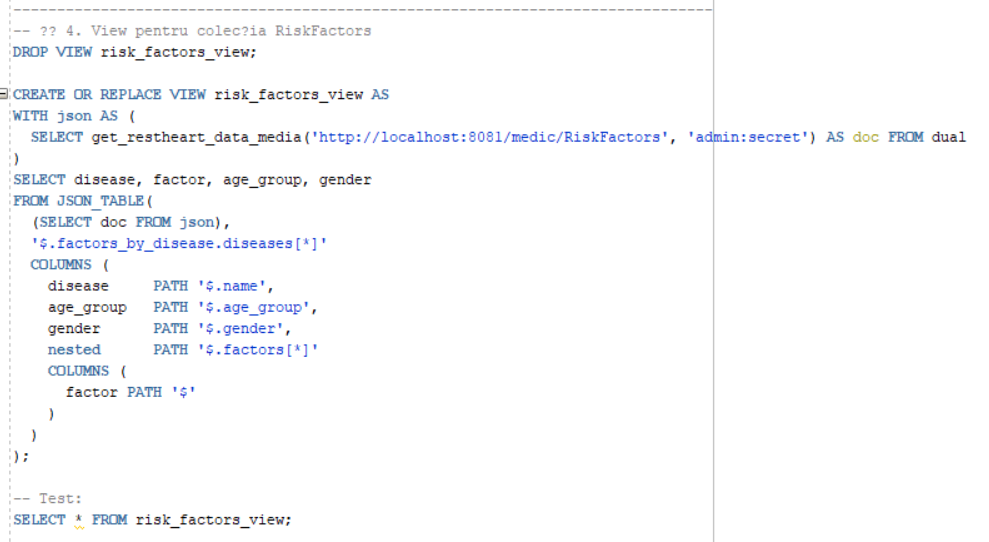 --------------------------------------------------------------------------------
-- ?? 4. View pentru colec?ia RiskFactors
DROP VIEW risk_factors_view;
CREATE OR REPLACE VIEW risk_factors_view AS
WITH json AS (
  SELECT get_restheart_data_media('http://localhost:8081/medic/RiskFactors', 'admin:secret') AS doc FROM dual
)
SELECT disease, factor, age_group, gender
FROM JSON_TABLE(
  (SELECT doc FROM json),
  '$.factors_by_disease.diseases[*]'
  COLUMNS (
    disease     PATH '$.name',
    age_group   PATH '$.age_group',
    gender      PATH '$.gender',
    nested      PATH '$.factors[*]'
    COLUMNS (
      factor PATH '$'
    )
  )
);
-- Test:
SELECT * FROM risk_factors_view;